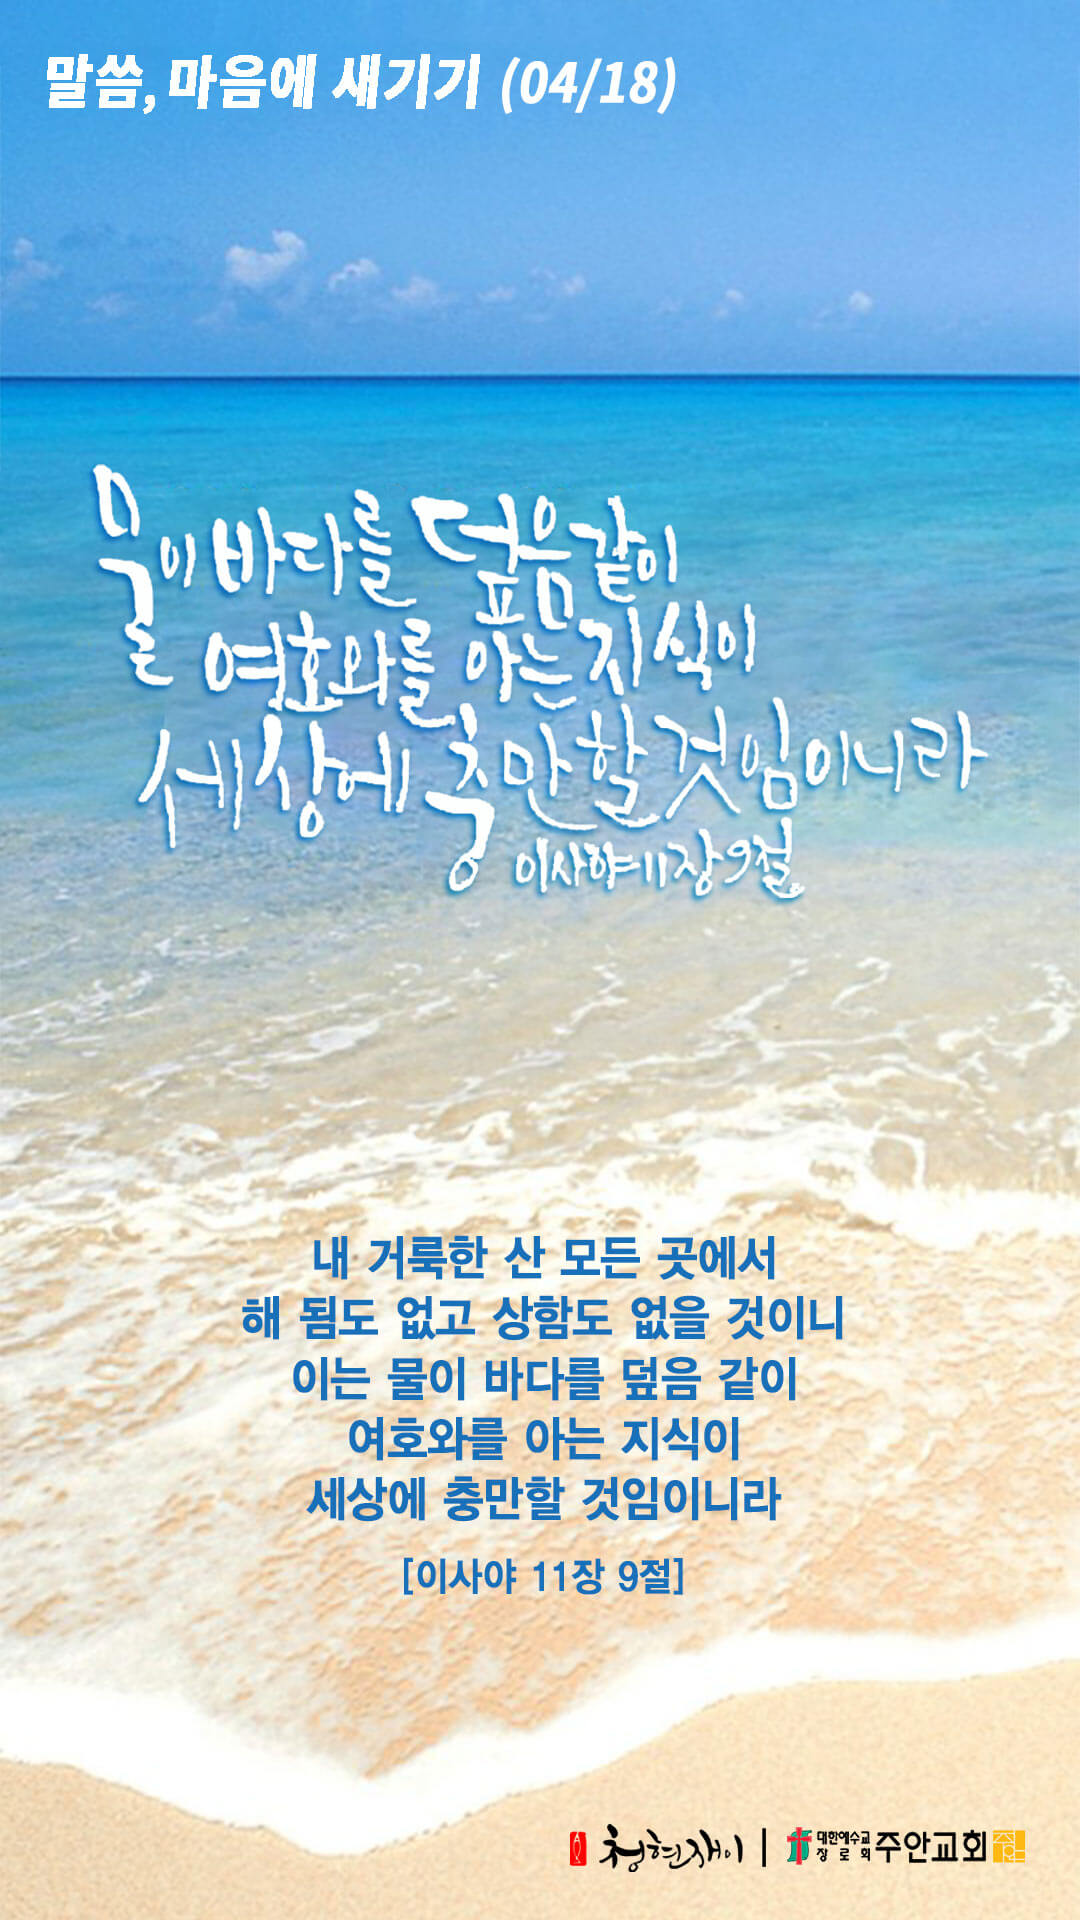 말씀, 마음에 새기기 (04/18)
물이 바다를 덮음 같이
여호와를 아는 지식이
세상에 충만할 것임이니라
이사야 11장 9절
내 거룩한 산 모든 곳에서
해 됨도 없고 상함도 없을 것이니
이는 물이 바다를 덮음 같이
여호와를 아는 지식이
세상에 충만할 것임이니라
[이사야 11장 9절]
청현재이 | 대한예수교
장로회 주안교회